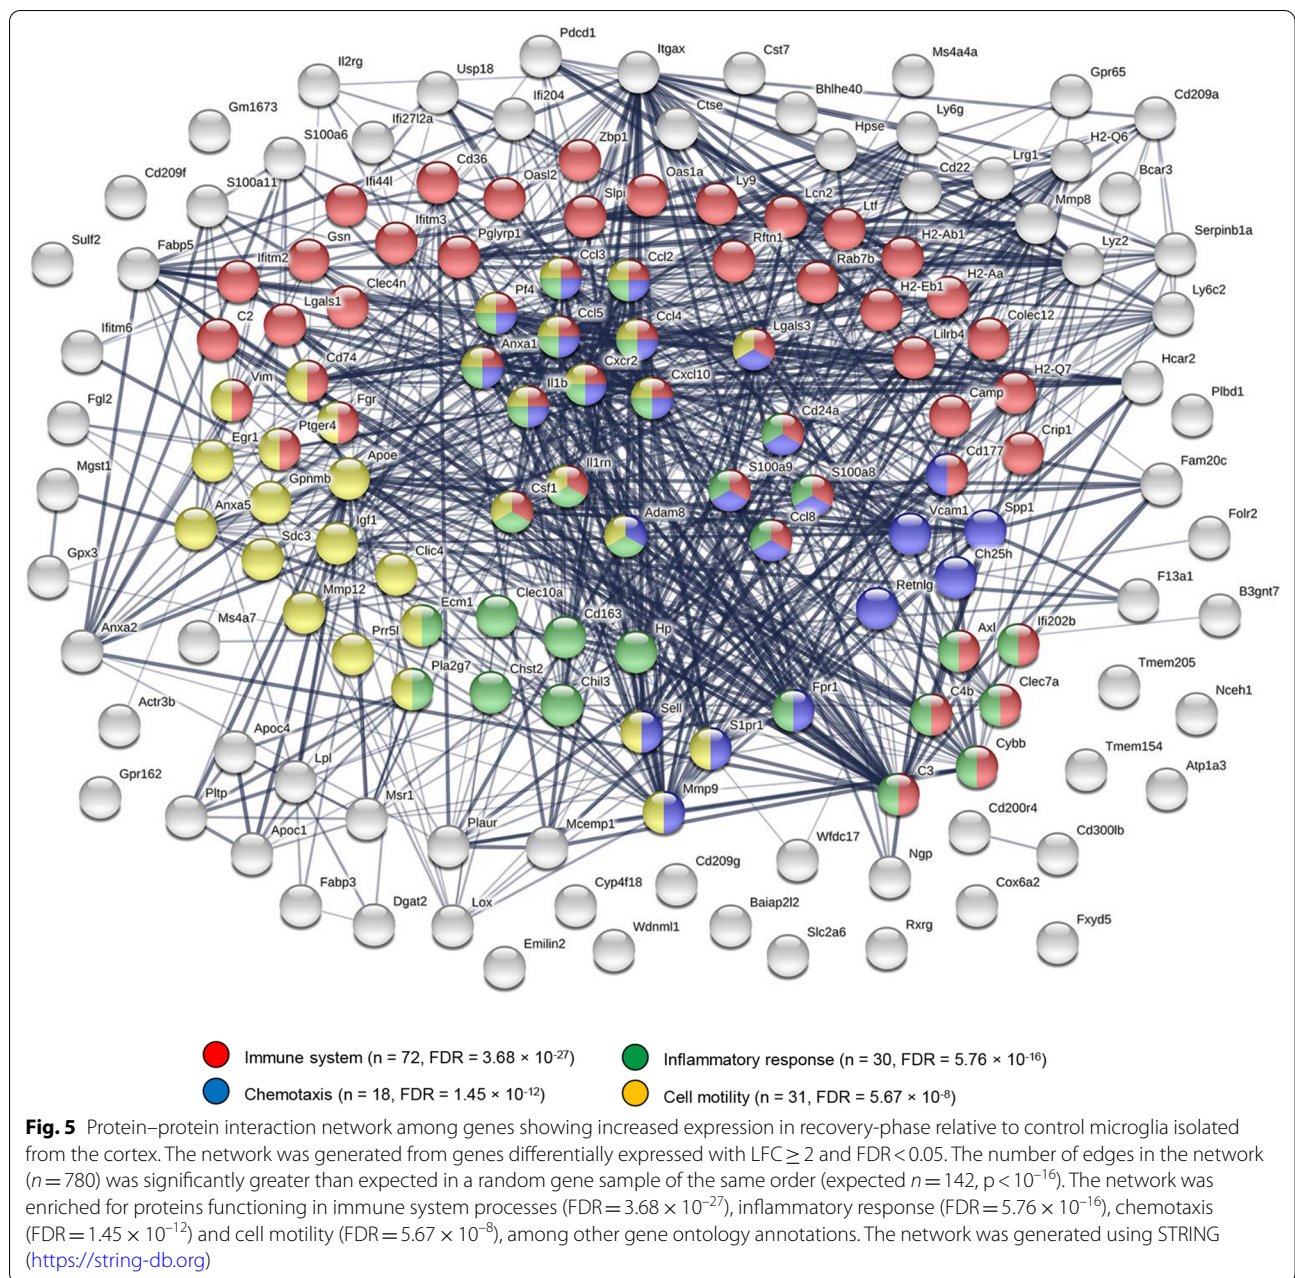 Pdcd1
Itgax
Cst7
Ms4a4a
Il2rg
Usp18
Gpr65
Ifi204
Ctse
Bhlhe40
Cd209a
Gm1673
Ifi27l2a
Ly6g
S100a6
Zbp1
Hpse
H2-Q6
Cd36
Lrg1
Cd209f
Oasl2
Oas1a
Cd22
Bcar3
S100a11
Ifi44l
Slpi
Ly9
Lcn2
Mmp8
Ifitm3
Ltf
Sulf2
Gsn
Pglyrp1
Rftn1
H2-Ab1
Serpinb1a
Fabp5
Ifitm2
Ccl3
Ccl2
Rab7b
Lyz2
Clec4n
H2-Aa
Lgals1
Pf4
H2-Eb1
Ly6c2
C2
Ccl5
Ccl4
Colec12
Ifitm6
Anxa1
Lgals3
Lilrb4
Cd74
Cxcr2
Hcar2
Vim
Il1b
Cxcl10
H2-Q7
Fgl2
Fgr
Camp
Plbd1
Ptger4
Cd24a
Crip1
Egr1
Apoe
Cd177
Mgst1
Gpnmb
Il1rn
S100a9
S100a8
Fam20c
Csf1
Anxa5
Igf1
Adam8
Ccl8
Vcam1
Spp1
Folr2
Sdc3
Clic4
Ch25h
Gpx3
Retnlg
F13a1
Mmp12
Clec10a
B3gnt7
Ecm1
Cd163
Anxa2
Ms4a7
Prr5l
Hp
Axl
Ifi202b
Pla2g7
Chst2
Chil3
Fpr1
Clec7a
Tmem205
C4b
Nceh1
Actr3b
Sell
Apoc4
S1pr1
Cybb
Tmem154
Lpl
C3
Atp1a3
Gpr162
Pltp
Msr1
Mmp9
Cd200r4
Apoc1
Plaur
Mcemp1
Wfdc17
Cd300lb
Ngp
Cd209g
Fabp3
Cyp4f18
Cox6a2
Dgat2
Lox
Baiap2l2
Wdnml1
Slc2a6
Rxrg
Fxyd5
Emilin2
Immune system (n = 72, FDR = 3.68 × 10⁻²⁷)
Inflammatory response (n = 30, FDR = 5.76 × 10⁻¹⁶)
Chemotaxis (n = 18, FDR = 1.45 × 10⁻¹²)
Cell motility (n = 31, FDR = 5.67 × 10⁻⁸)
Fig. 5 Protein–protein interaction network among genes showing increased expression in recovery-phase relative to control microglia isolated
from the cortex. The network was generated from genes differentially expressed with LFC ≥ 2 and FDR < 0.05. The number of edges in the network
(n = 780) was significantly greater than expected in a random gene sample of the same order (expected n = 142, p < 10⁻¹⁶). The network was
enriched for proteins functioning in immune system processes (FDR = 3.68 × 10⁻²⁷), inflammatory response (FDR = 5.76 × 10⁻¹⁶), chemotaxis
(FDR = 1.45 × 10⁻¹²) and cell motility (FDR = 5.67 × 10⁻⁸), among other gene ontology annotations. The network was generated using STRING
(https://string-db.org)